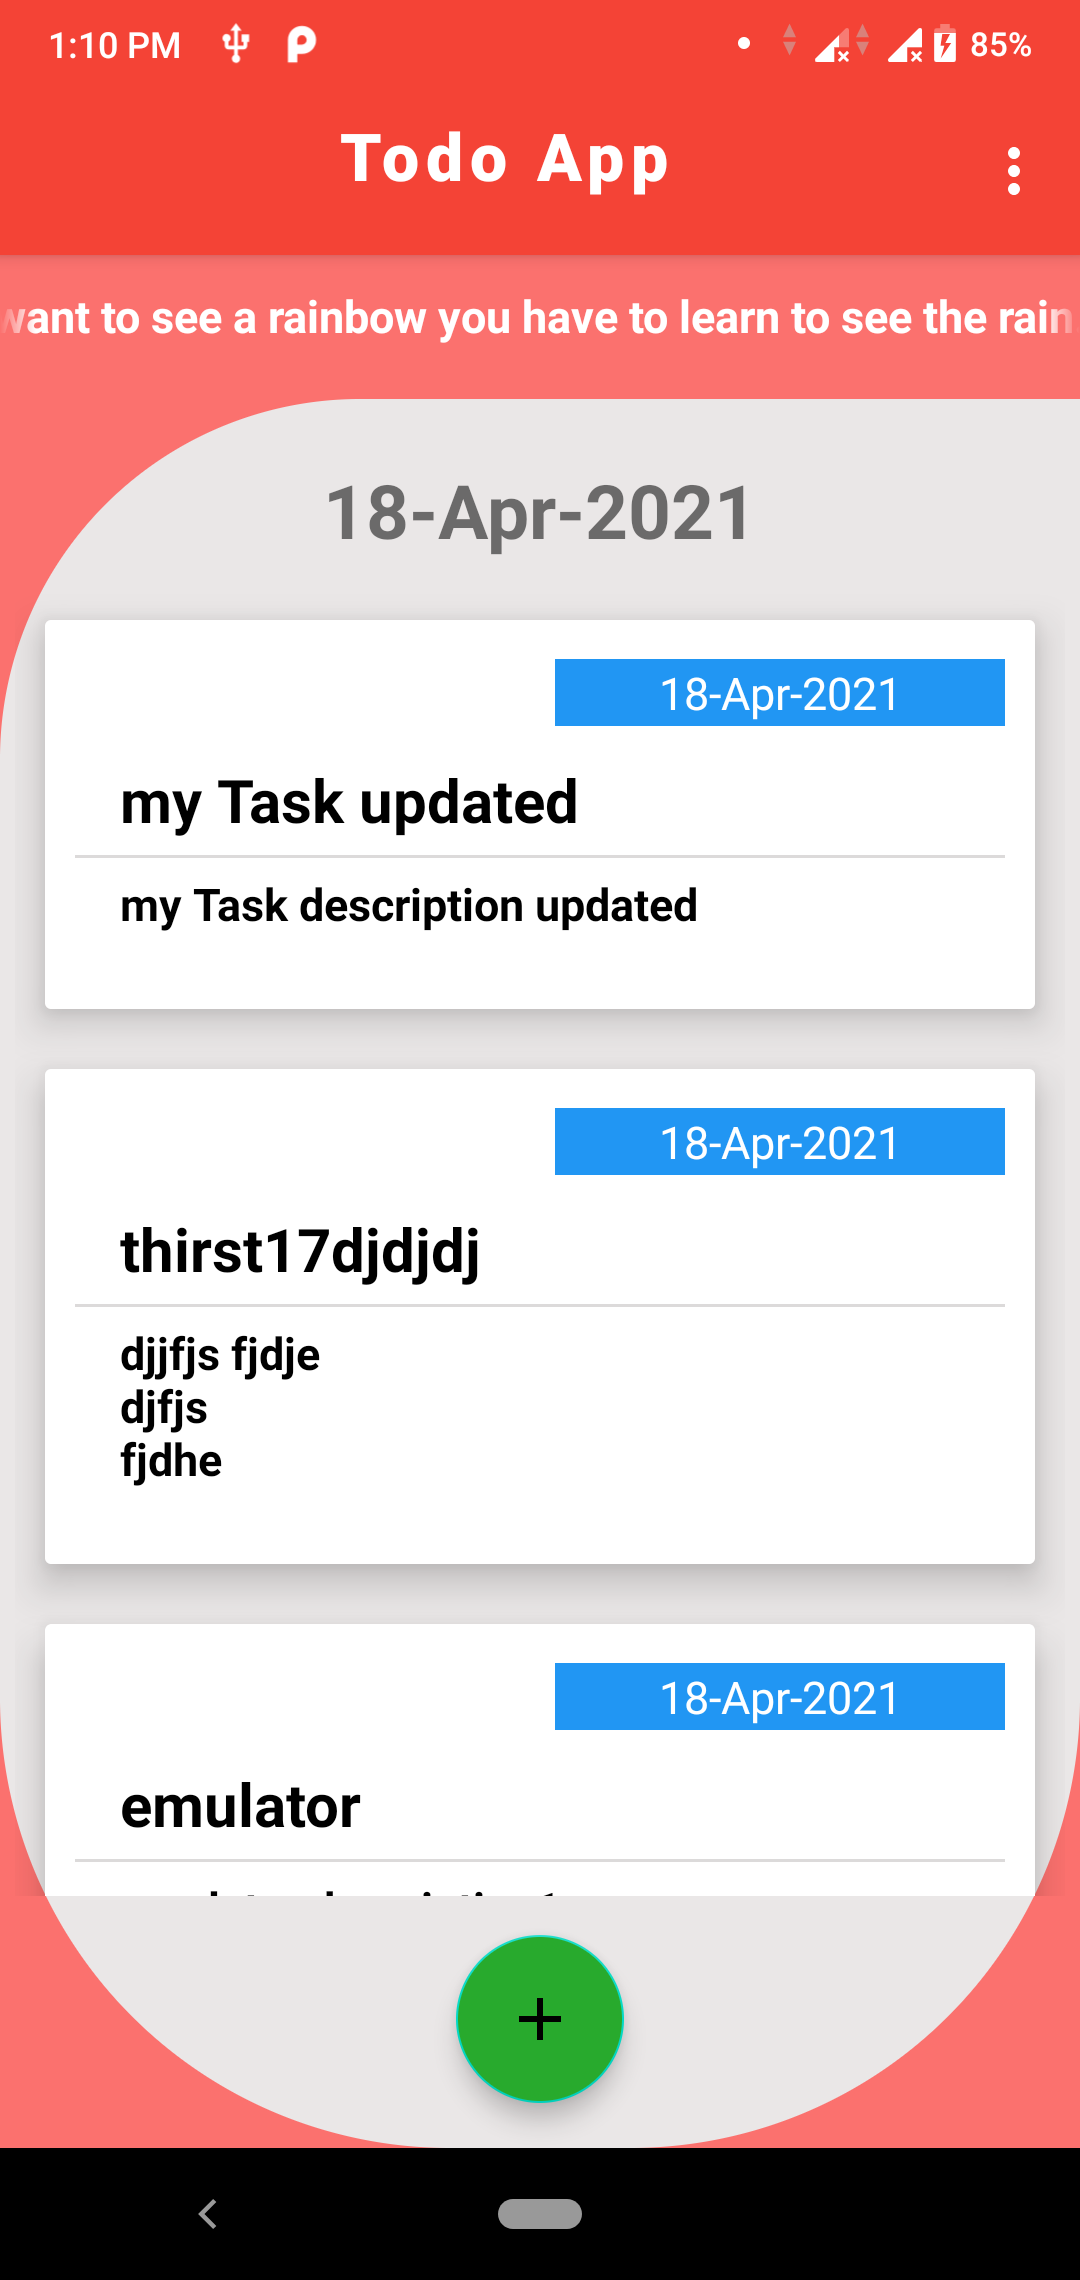 1:10 PM 85%
Todo App
want to see a rainbow you have to learn to see the rain
18-Apr-2021
18-Apr-2021
my Task updated
my Task description updated
18-Apr-2021
thirst17djdjdj
djjfjs fjdje
djfjs
fjdhe
18-Apr-2021
emulator